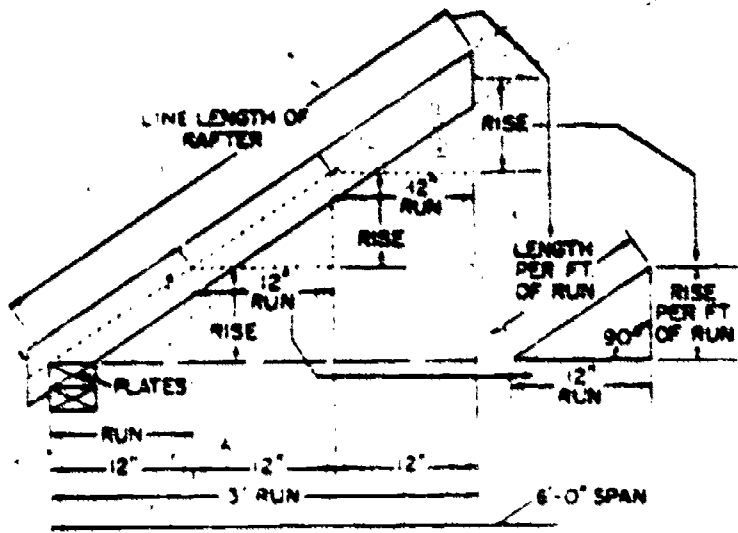 LINE LENGTH OF
RAFTER
RISE
12"
RUN
RISE
LENGTH
PER FT.
OF RUN
12"
RUN
RISE
PER FT
OF RUN
RISE
90°
PLATES
12"
RUN
RUN
12"
12"
12"
3' RUN
6'-0" SPAN